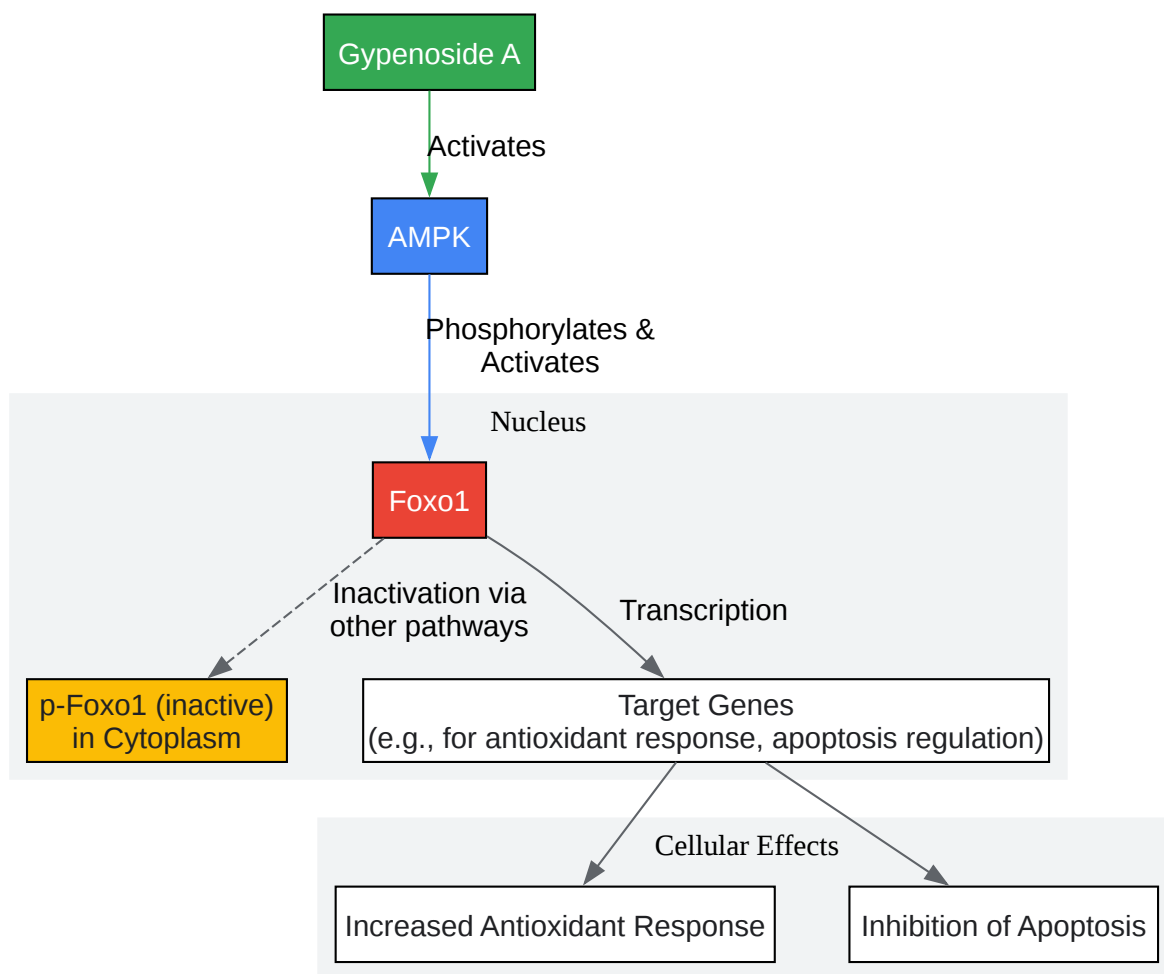 Gypenoside A
Activates
AMPK
Phosphorylates &
Activates
Nucleus
Foxo1
Inactivation via
other pathways
Transcription
p-Foxo1 (inactive)
in Cytoplasm
Target Genes
(e.g., for antioxidant response, apoptosis regulation)
Cellular Effects
Increased Antioxidant Response
Inhibition of Apoptosis